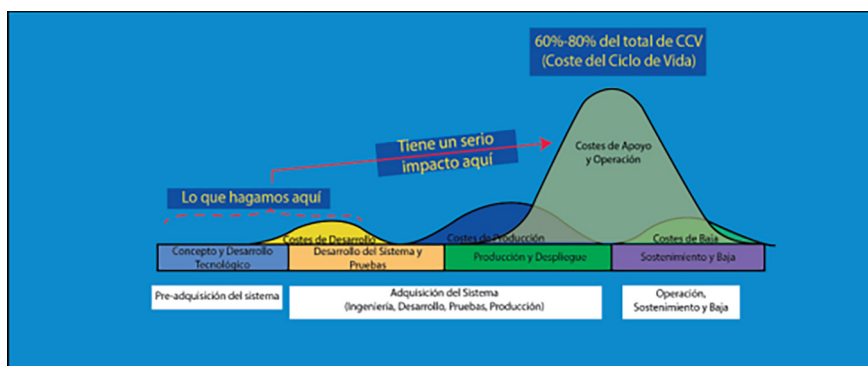 60%-80% del total de CCV
(Coste del Ciclo de Vida)
Tiene un serio
impacto aquí
Costes de Apoyo
y Operación
Lo que hagamos aquí
Costes de Desarrollo
Costes de Producción
Costes de Baja
Concepto y Desarrollo
Tecnológico
Desarrollo del Sistema y
Pruebas
Producción y Despliegue
Sostenimiento y Baja
Pre-adquisición del sistema
Adquisición del Sistema
(Ingeniería, Desarrollo, Pruebas, Producción)
Operación,
Sostenimiento y Baja